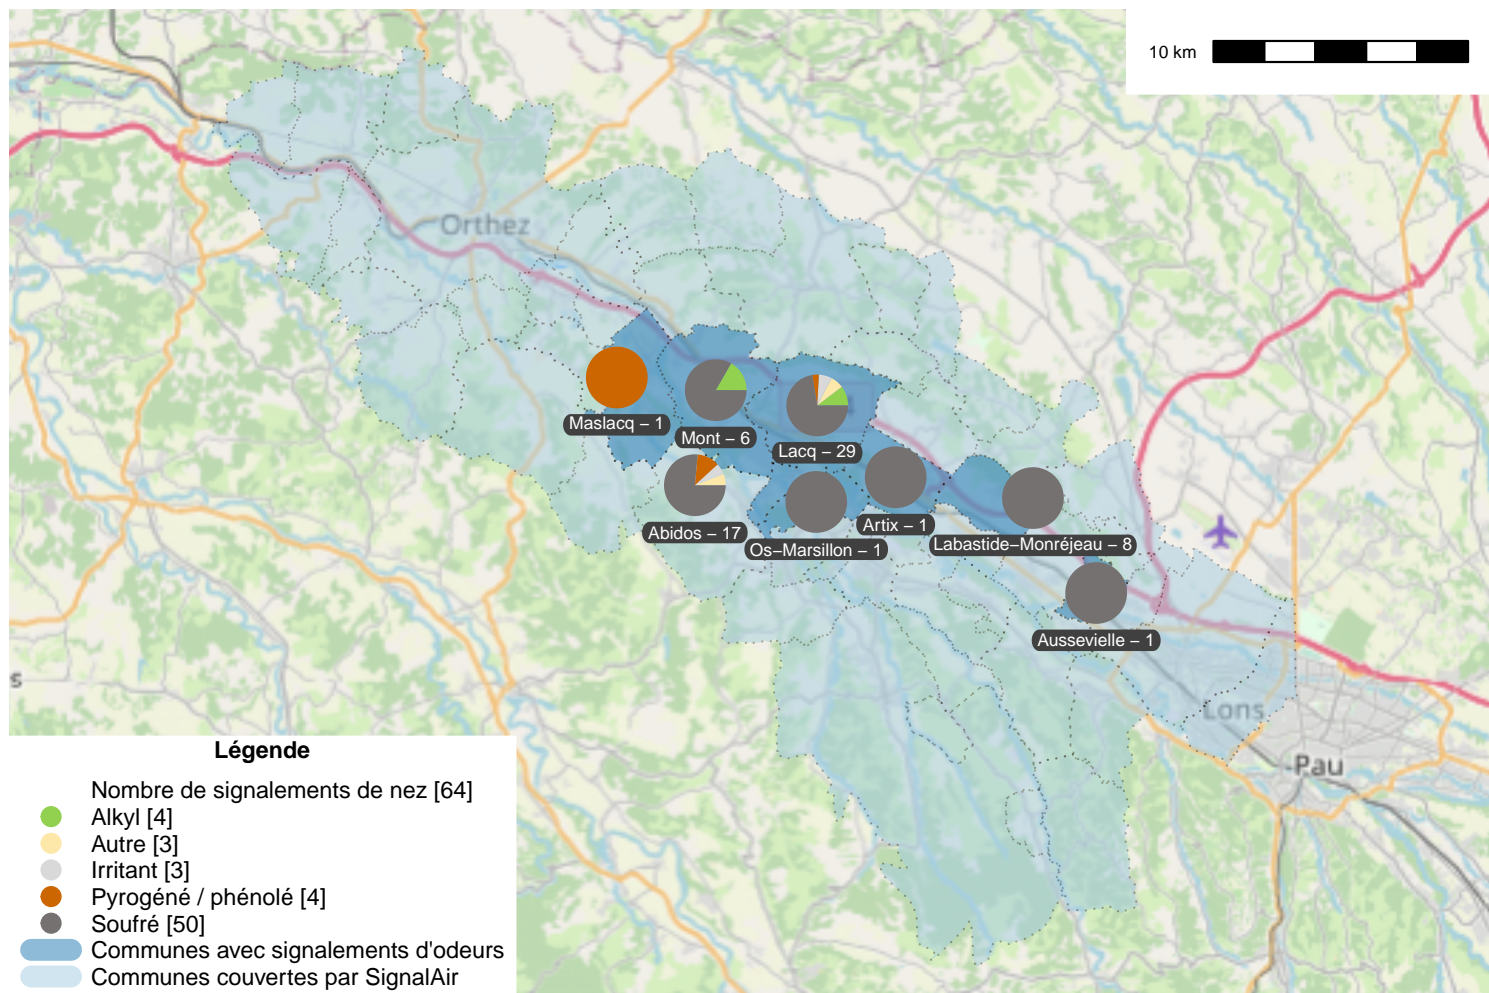 10 km
Orthez
Maslacq – 1
Mont – 6
Lacq – 29
Abidos – 17
Os–Marsillon – 1
Artix – 1
Labastide–Monréjeau – 8
Aussevielle – 1
s
Lons
Pau
Légende
Nombre de signalements de nez [64]
Alkyl [4]
Autre [3]
Irritant [3]
Pyrogéné / phénolé [4]
Soufré [50]
Communes avec signalements d'odeurs
Communes couvertes par SignalAir